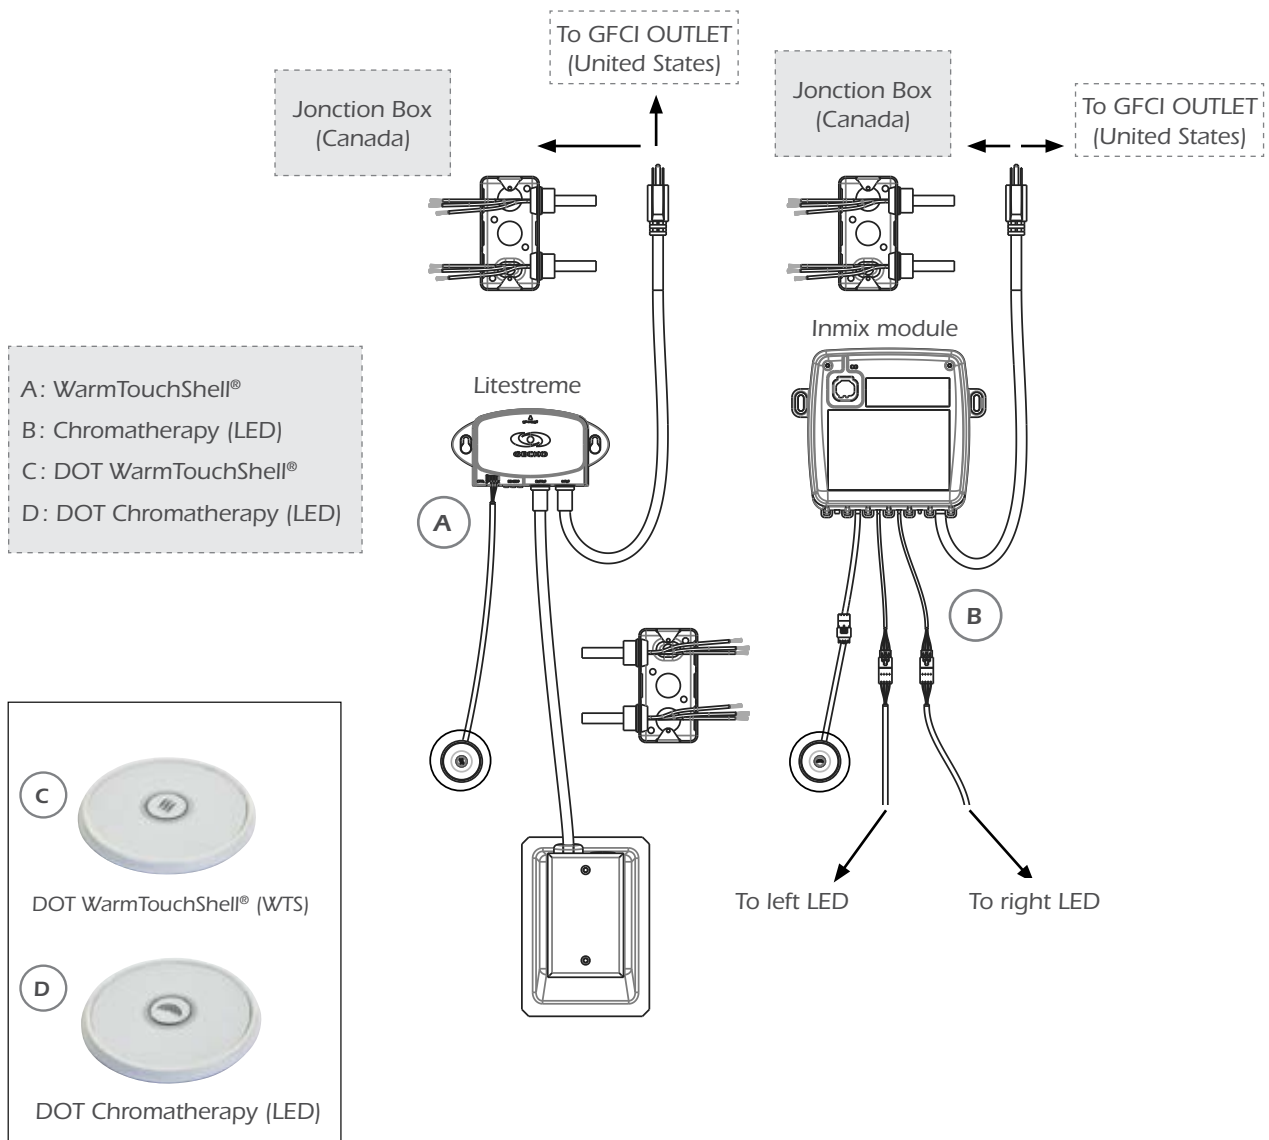 To GFCI OUTLET
(United States)
Jonction Box
(Canada)
Jonction Box
(Canada)
To GFCI OUTLET
(United States)
Inmix module
Litestreme
A: WarmTouchShell®
B: Chromatherapy (LED)
C: DOT WarmTouchShell®
D: DOT Chromatherapy (LED)
GECKO
A
B
C
DOT WarmTouchShell® (WTS)
D
DOT Chromatherapy (LED)
To left LED
To right LED